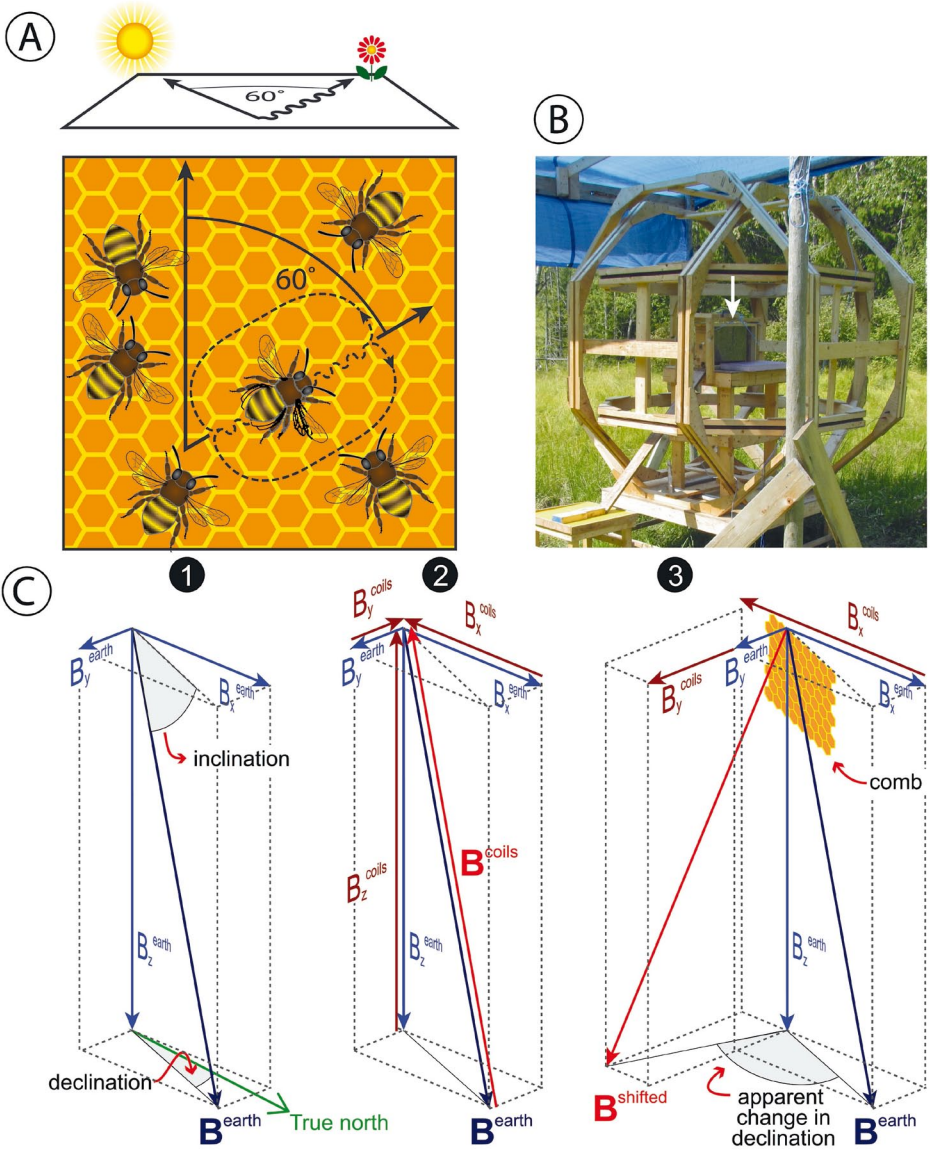 A
60°
B
60°
C
1
2
3
B_y^earth
B_x^earth
inclination
B_z^earth
declination
True north
B^earth
B_y^coils
B_x^coils
B_y^earth
B_x^earth
B^coils
B_z^coils
B_z^earth
B^earth
B_x^coils
B_y^earth
B_y^coils
B_x^earth
comb
B_z^earth
B^shifted
apparent
change in
declination
B^earth